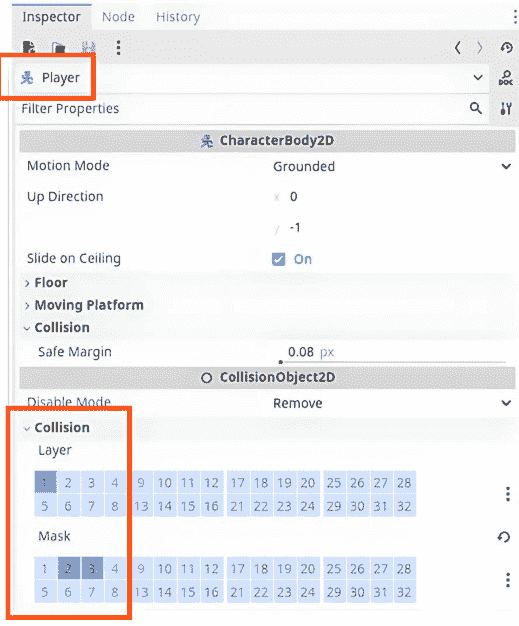 Inspector Node History
Player
Filter Properties
CharacterBody2D
Motion Mode Grounded
Up Direction x 0
y -1
Slide on Ceiling On
Floor
Moving Platform
Collision
Safe Margin 0.08 px
CollisionObject2D
Disable Mode Remove
Collision
Layer
1 2 3 4 9 10 11 12 17 18 19 20 25 26 27 28
5 6 7 8 13 14 15 16 21 22 23 24 29 30 31 32
Mask
1 2 3 4 9 10 11 12 17 18 19 20 25 26 27 28
5 6 7 8 13 14 15 16 21 22 23 24 29 30 31 32